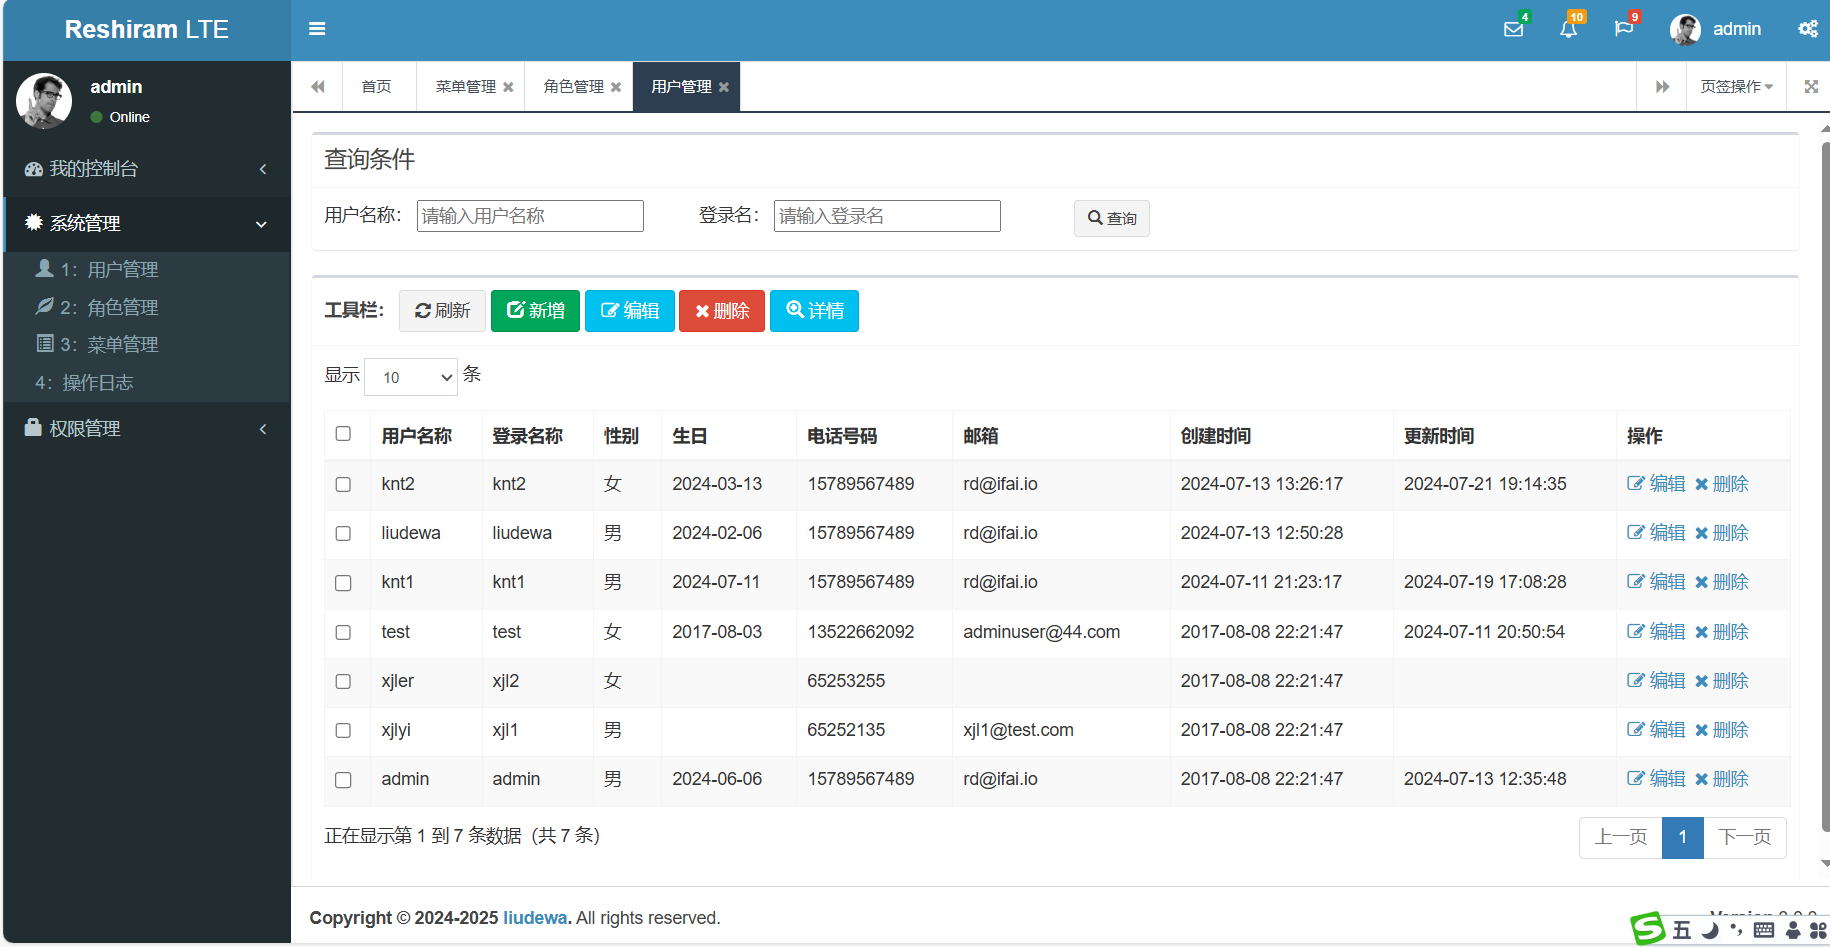 Reshiram LTE
4
10
9
admin
admin
Online
首页
菜单管理
角色管理
用户管理
页签操作
我的控制台
系统管理
1：用户管理
2：角色管理
3：菜单管理
4：操作日志
权限管理
查询条件
用户名称：
请输入用户名称
登录名：
请输入登录名
查询
工具栏：
刷新
新增
编辑
删除
详情
显示 10 条
用户名称 登录名称 性别 生日 电话号码 邮箱 创建时间 更新时间 操作
knt2 knt2 女 2024-03-13 15789567489 rd@ifai.io 2024-07-13 13:26:17 2024-07-21 19:14:35 编辑 删除
liudewa liudewa 男 2024-02-06 15789567489 rd@ifai.io 2024-07-13 12:50:28 编辑 删除
knt1 knt1 男 2024-07-11 15789567489 rd@ifai.io 2024-07-11 21:23:17 2024-07-19 17:08:28 编辑 删除
test test 女 2017-08-03 13522662092 adminuser@44.com 2017-08-08 22:21:47 2024-07-11 20:50:54 编辑 删除
xjler xjl2 女 65253255 2017-08-08 22:21:47 编辑 删除
xjlyi xjl1 男 65252135 xjl1@test.com 2017-08-08 22:21:47 编辑 删除
admin admin 男 2024-06-06 15789567489 rd@ifai.io 2017-08-08 22:21:47 2024-07-13 12:35:48 编辑 删除
正在显示第 1 到 7 条数据（共 7 条）
上一页 1 下一页
Copyright © 2024-2025 liudewa. All rights reserved.
五